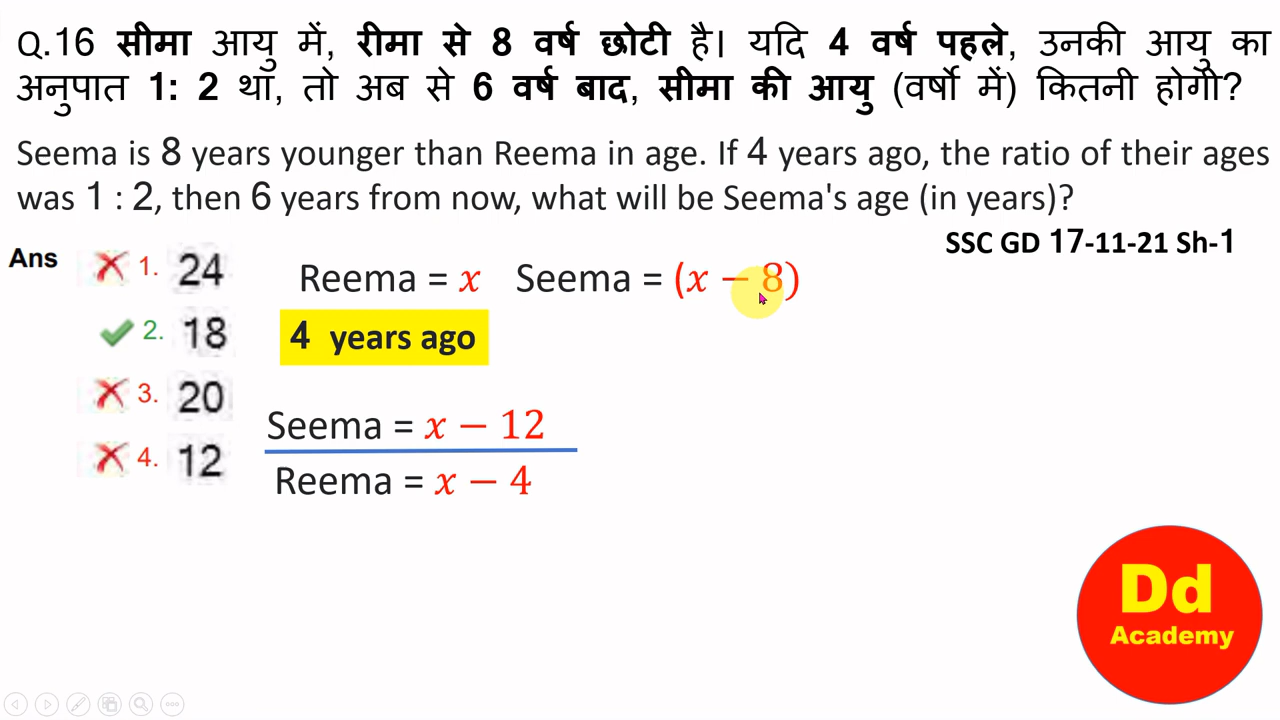 Q.16 सीमा आयु में, रीमा से 8 वर्ष छोटी है। यदि 4 वर्ष पहले, उनकी आयु का
अनुपात 1: 2 था, तो अब से 6 वर्ष बाद, सीमा की आयु (वर्षो में) कितनी होगी?
Seema is 8 years younger than Reema in age. If 4 years ago, the ratio of their ages
was 1 : 2, then 6 years from now, what will be Seema's age (in years)?
SSC GD 17-11-21 Sh-1
Ans
1. 24
2. 18
3. 20
4. 12
Reema = x Seema = (x − 8)
4 years ago
Seema = x − 12
Reema = x − 4
Dd
Academy